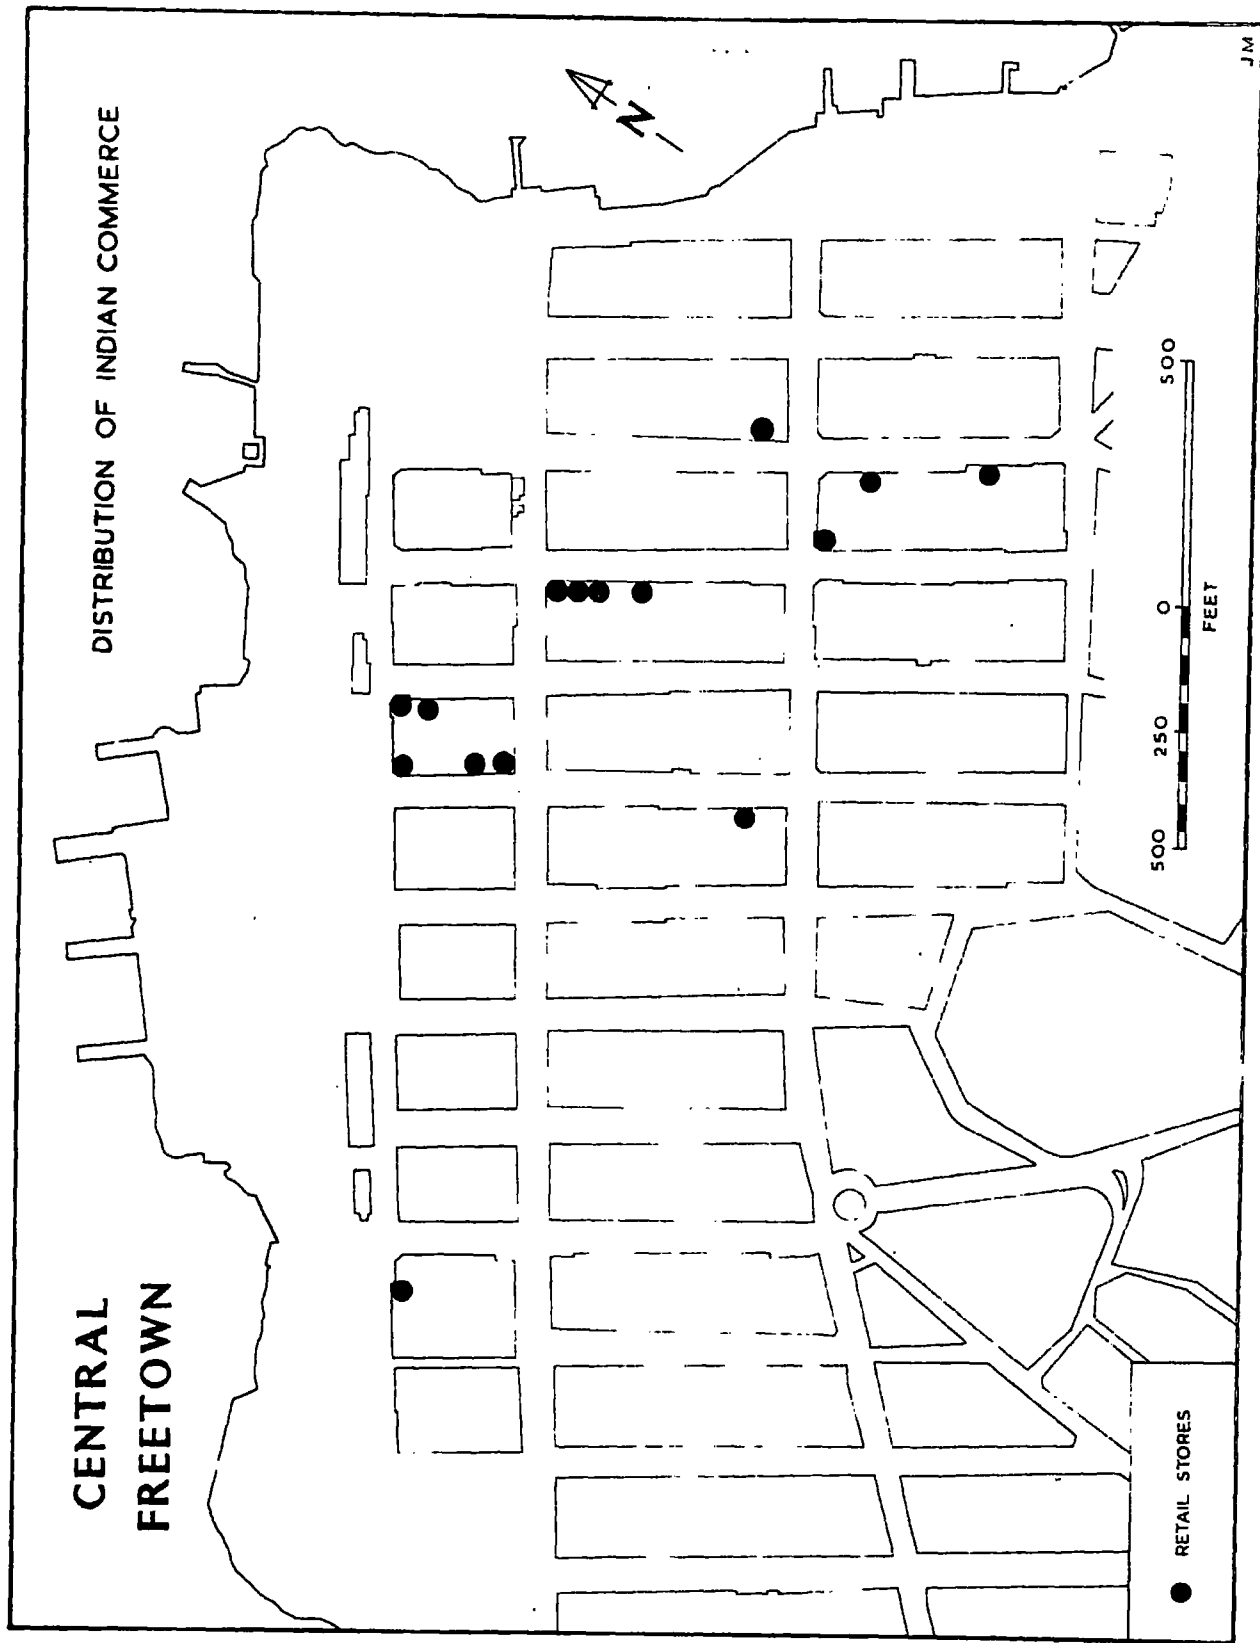 CENTRAL
FREETOWN
DISTRIBUTION OF INDIAN COMMERCE
N
500 250 0 500
FEET
RETAIL STORES
JM